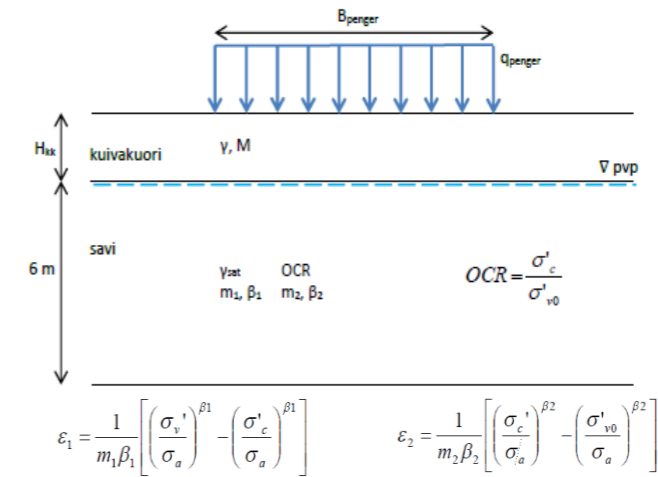 B_penger
q_penger
H_kk
kuivakuori
γ, M
∇ pvp
6 m
savi
γ_sat OCR
m₁, β₁ m₂, β₂
OCR = σ'_c / σ'_v0
ε₁ = 1 / (m₁β₁) [ (σ_v' / σ_a)^β1 − (σ'_c / σ_a)^β1 ]
ε₂ = 1 / (m₂β₂) [ (σ_c' / σ_a)^β2 − (σ'_v0 / σ_a)^β2 ]